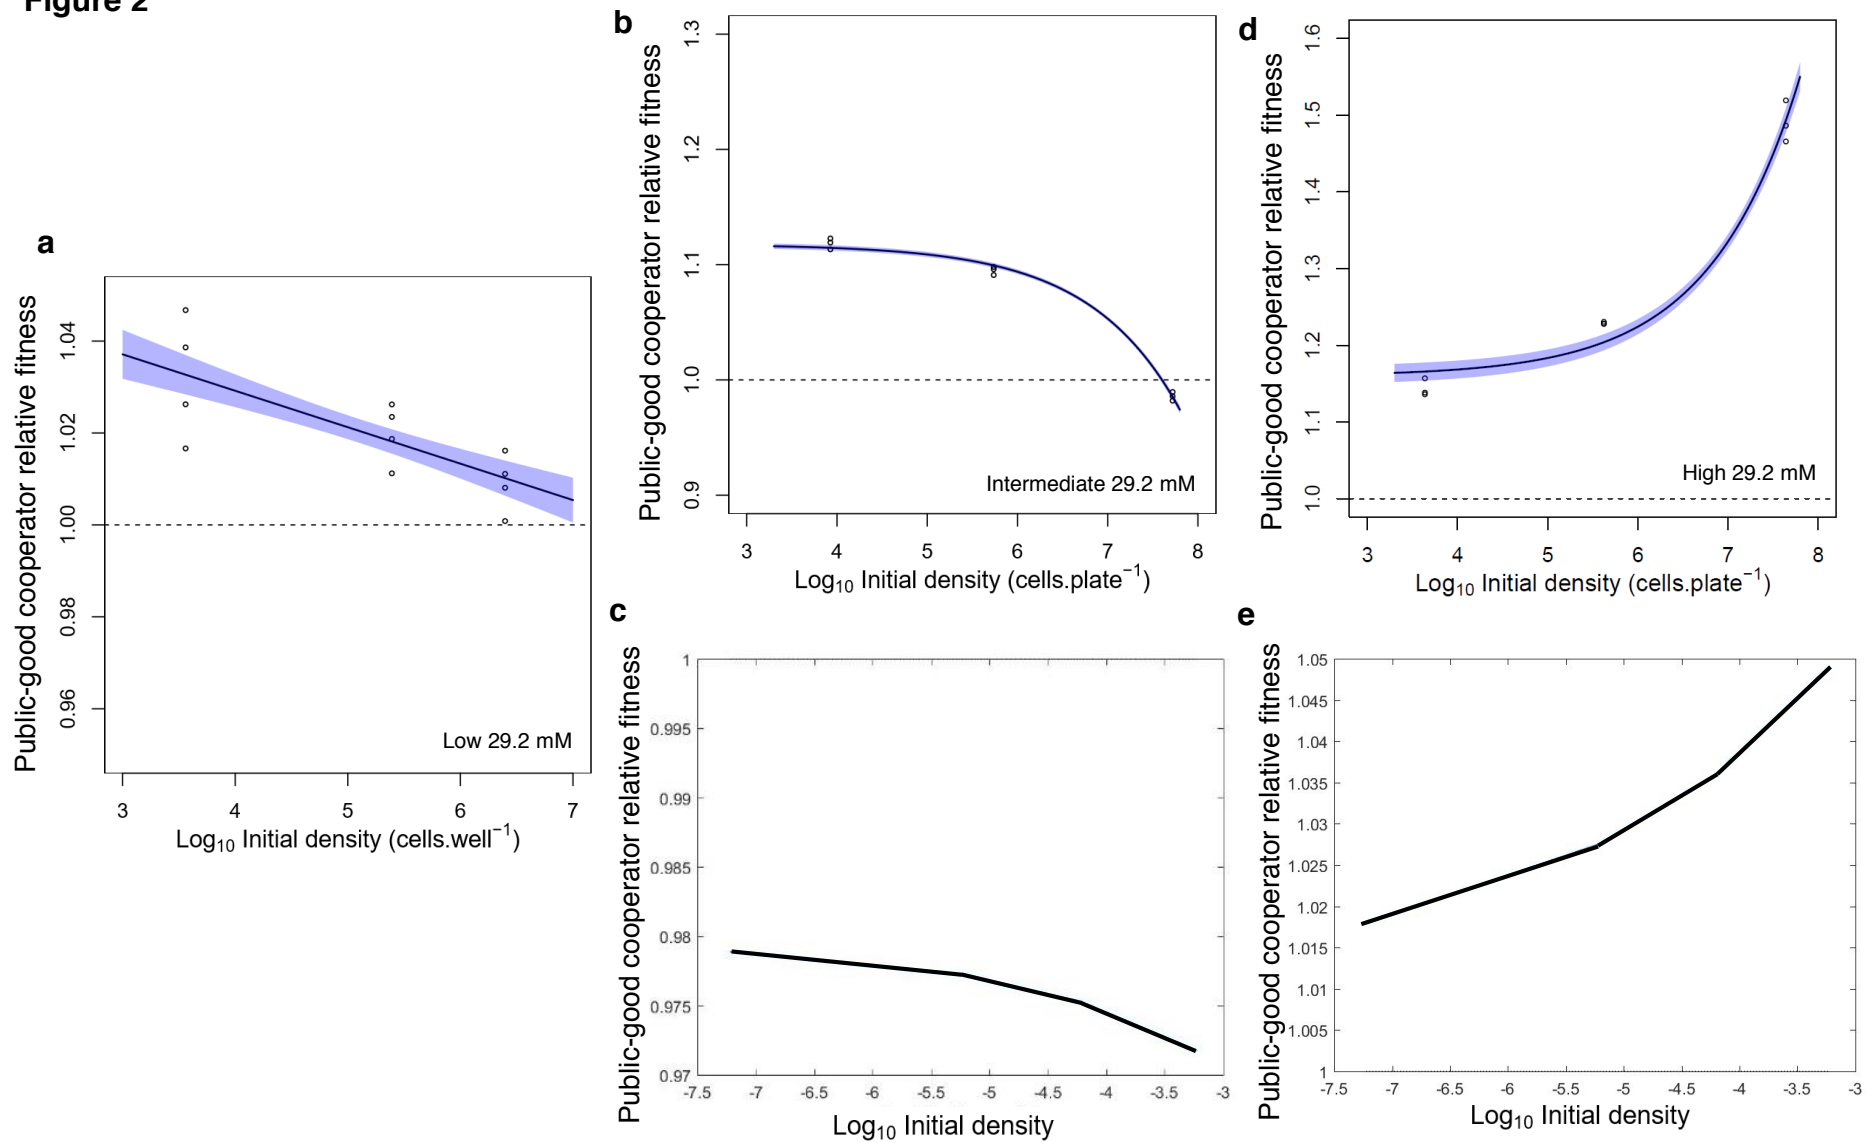 Figure 2
a
Public-good cooperator relative fitness
1.04
1.02
1.00
0.98
0.96
Low 29.2 mM
3 4 5 6 7
Log10 Initial density (cells.well−1)
b
Public-good cooperator relative fitness
1.3
1.2
1.1
1.0
0.9
Intermediate 29.2 mM
3 4 5 6 7 8
Log10 Initial density (cells.plate−1)
c
Public-good cooperator relative fitness
1
0.995
0.99
0.985
0.98
0.975
0.97
-7.5 -7 -6.5 -6 -5.5 -5 -4.5 -4 -3.5 -3
Log10 Initial density
d
Public-good cooperator relative fitness
1.6
1.5
1.4
1.3
1.2
1.1
1.0
High 29.2 mM
3 4 5 6 7 8
Log10 Initial density (cells.plate−1)
e
Public-good cooperator relative fitness
1.05
1.045
1.04
1.035
1.03
1.025
1.02
1.015
1.01
1.005
1
-7.5 -7 -6.5 -6 -5.5 -5 -4.5 -4 -3.5 -3
Log10 Initial density